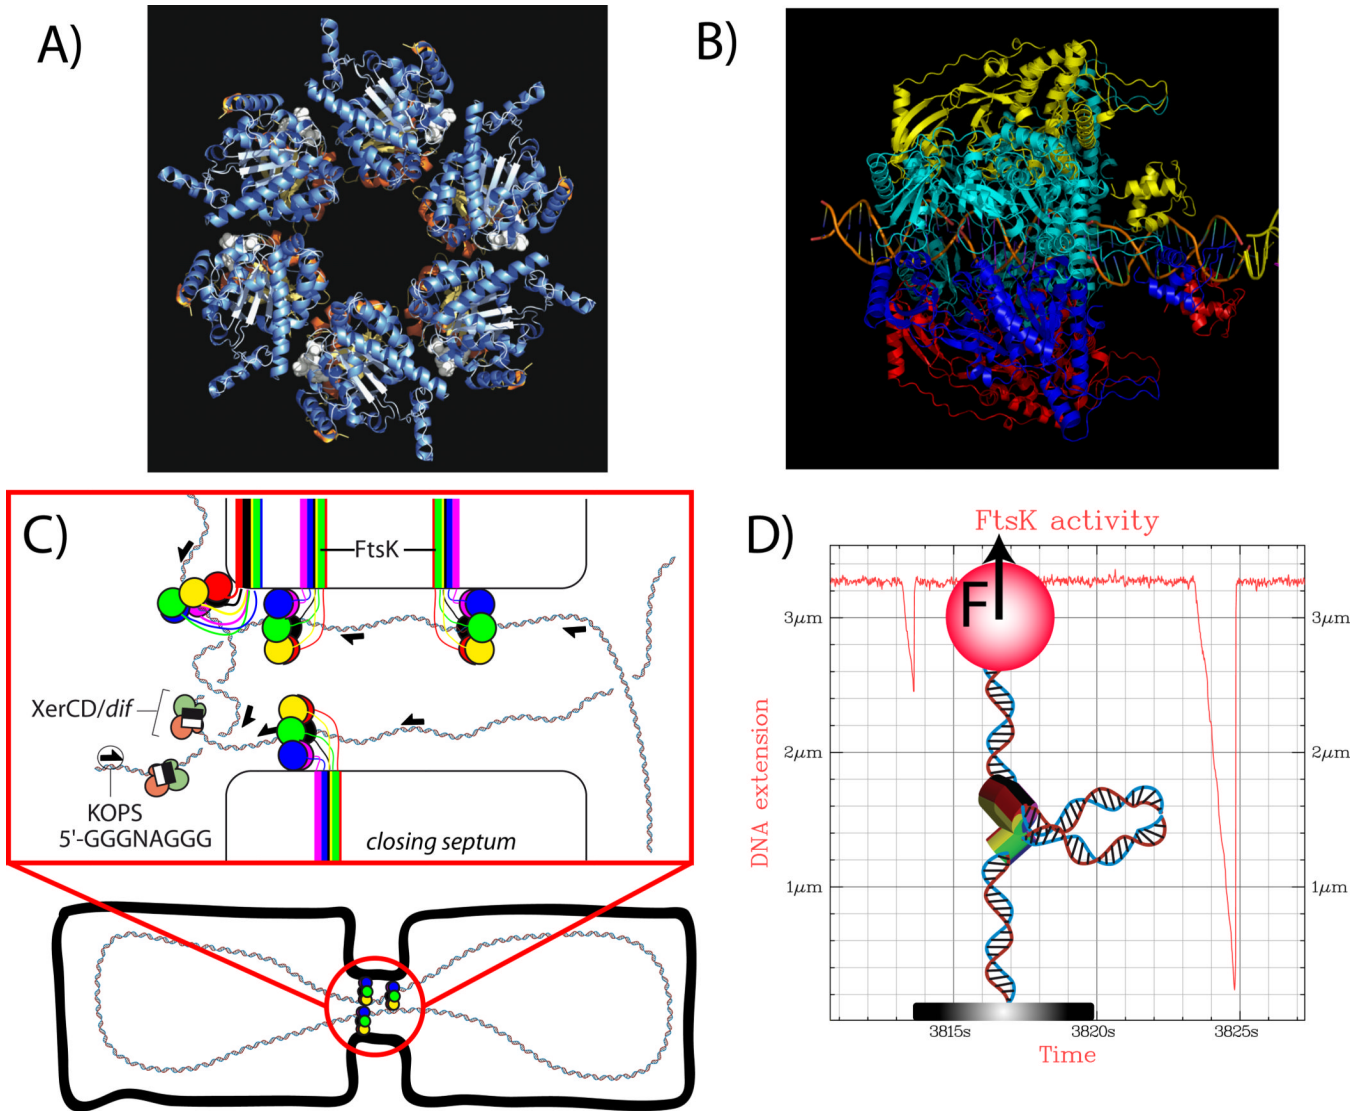 A)
B)
C)
FtsK
XerCD/dif
KOPS
5'-GGGNAGGG
closing septum
D)
FtsK activity
F
3µm
3µm
2µm
2µm
1µm
1µm
DNA extension
3815s
3820s
3825s
Time